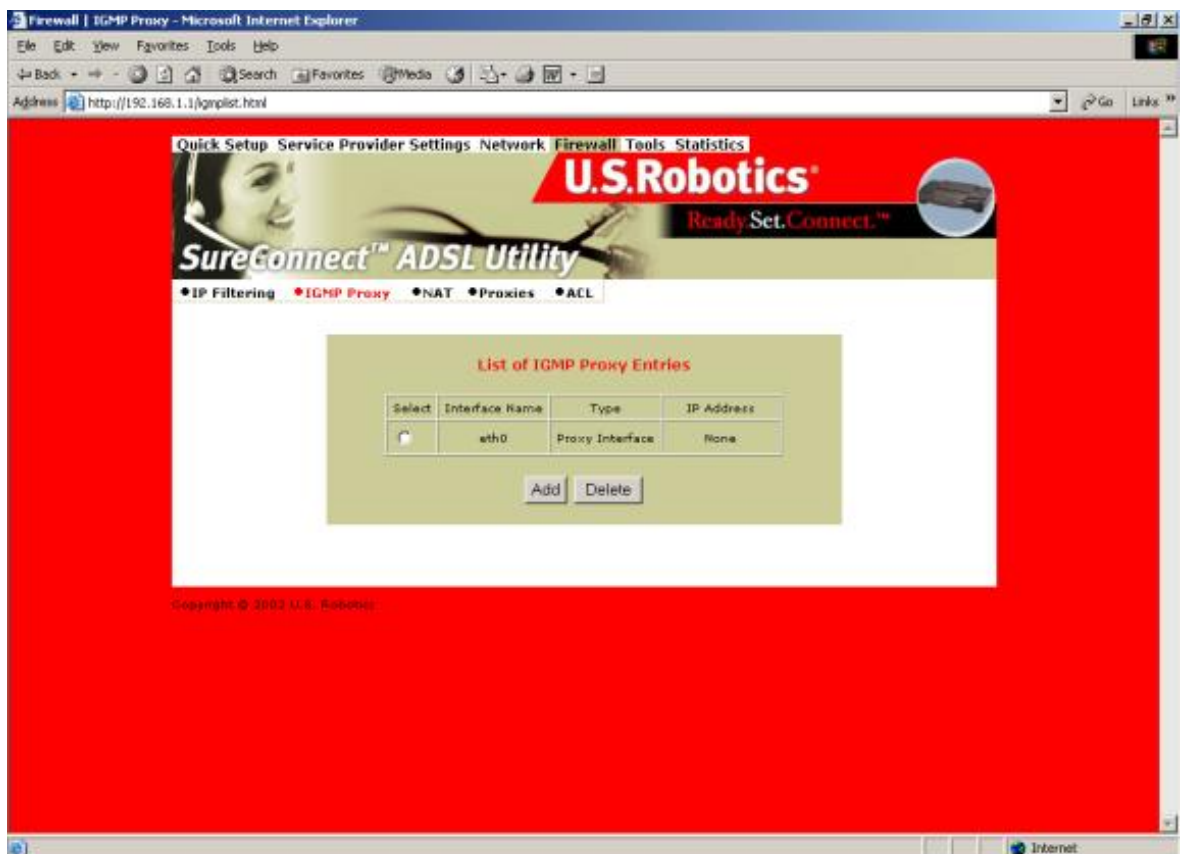 Firewall | IGMP Proxy - Microsoft Internet Explorer
File Edit View Favorites Tools Help
Back Search Favorites Media
Address http://192.168.1.1/igmplist.html Go Links »
Quick Setup Service Provider Settings Network Firewall Tools Statistics
U.S.Robotics®
Ready.Set.Connect.™
SureConnect™ ADSL Utility
IP Filtering IGMP Proxy NAT Proxies ACL
List of IGMP Proxy Entries
Select Interface Name Type IP Address
eth0 Proxy Interface None
Add Delete
Copyright © 2003 U.S. Robotics
Internet